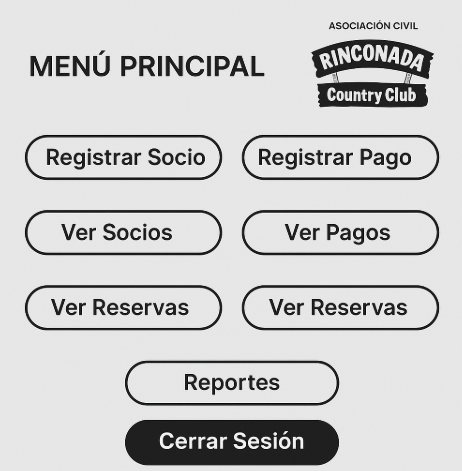 ASOCIACIÓN CIVIL
MENÚ PRINCIPAL
RINCONADA
Country Club
Registrar Socio
Registrar Pago
Ver Socios
Ver Pagos
Ver Reservas
Ver Reservas
Reportes
Cerrar Sesión